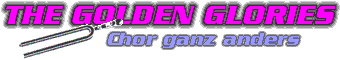 THE GOLDEN GLORIES
Chor ganz anders